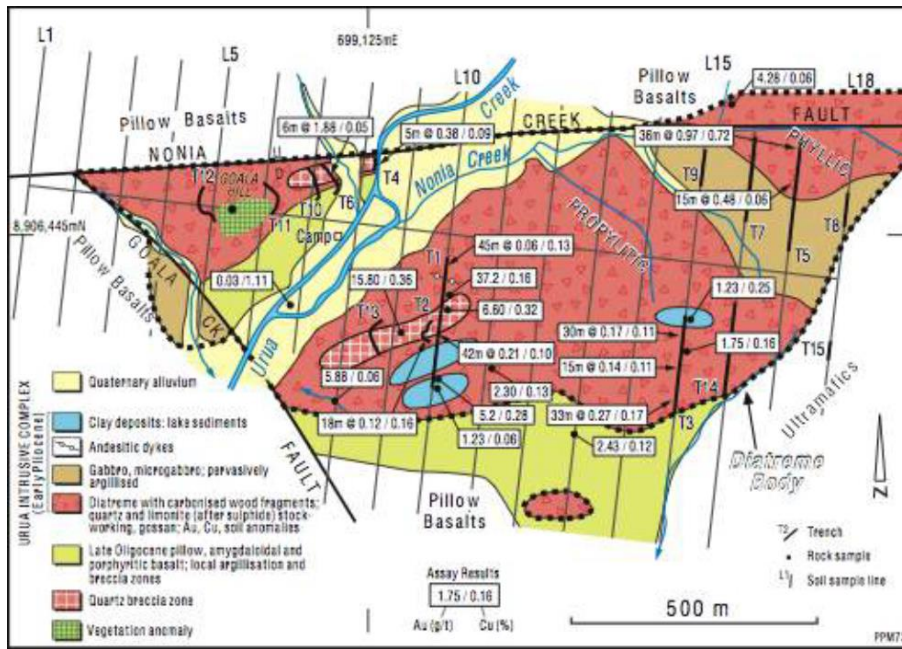 L1
L5
699,125mE
L10
L15
L18
Pillow Basalts
4.28 / 0.06
Pillow Basalts
6m @ 1.88 / 0.05
5m @ 0.38 / 0.09
NONIA
CREEK
FAULT
Creek
36m @ 0.97 / 0.72
PHYLLIC
U
D
T12
GOALA
HILL
T10
T6
T4
Nonia Creek
T9
15m @ 0.48 / 0.06
T11
Camp
8,906,445mN
PROPYLITIC
T7
T8
T5
GOALA
CK
Pillow Basalts
T1
45m @ 0.06 / 0.13
0.03 / 1.11
15.80 / 0.36
37.2 / 0.16
1.23 / 0.25
T13
T2
6.60 / 0.32
Urua
30m @ 0.17 / 0.11
1.75 / 0.16
42m @ 0.21 / 0.10
15m @ 0.14 / 0.11
T15
5.88 / 0.06
2.30 / 0.13
T14
Ultramafics
18m @ 0.12 / 0.16
5.2 / 0.28
33m @ 0.27 / 0.17
T3
1.23 / 0.06
2.43 / 0.12
FAULT
Diatreme
Body
Pillow
Basalts
N
URUA INTRUSIVE COMPLEX
(Early Pliocene)
Quaternary alluvium
Clay deposits: lake sediments
Andesitic dykes
Gabbro, microgabbro; pervasively
argillised
Diatreme with carbonised wood fragments;
quartz and limonite (after sulphide) stock-
working, gossan; Au, Cu, soil anomalies
Late Oligocene pillow, amygdaloidal and
porphyritic basalt; local argillisation and
breccia zones
Quartz breccia zone
Vegetation anomaly
Assay Results
1.75 / 0.16
Au (g/t)
Cu (%)
500 m
T2
Trench
Rock sample
L1
Soil sample line